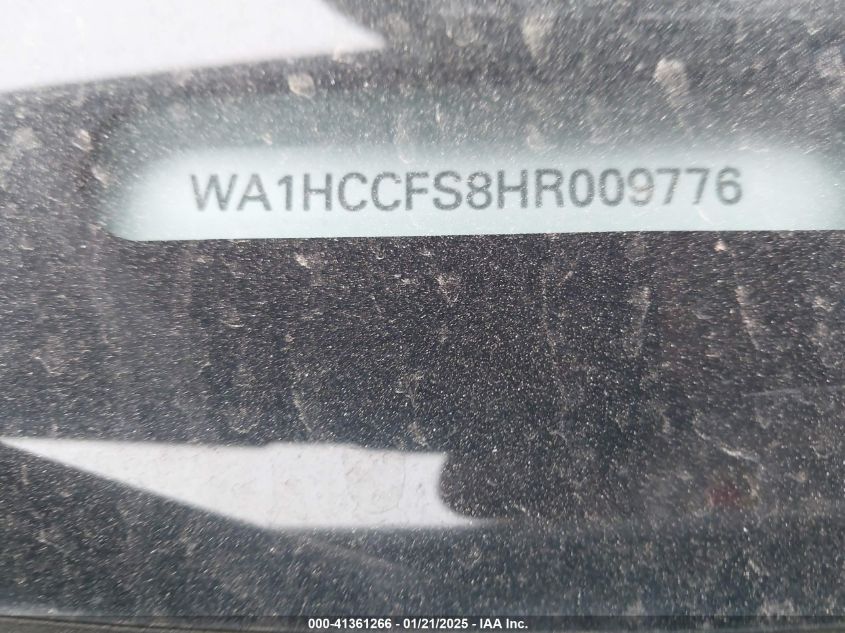 WA1HCCFS8HR009776
000-41361266 / 01/21/2025 - IAA Inc.